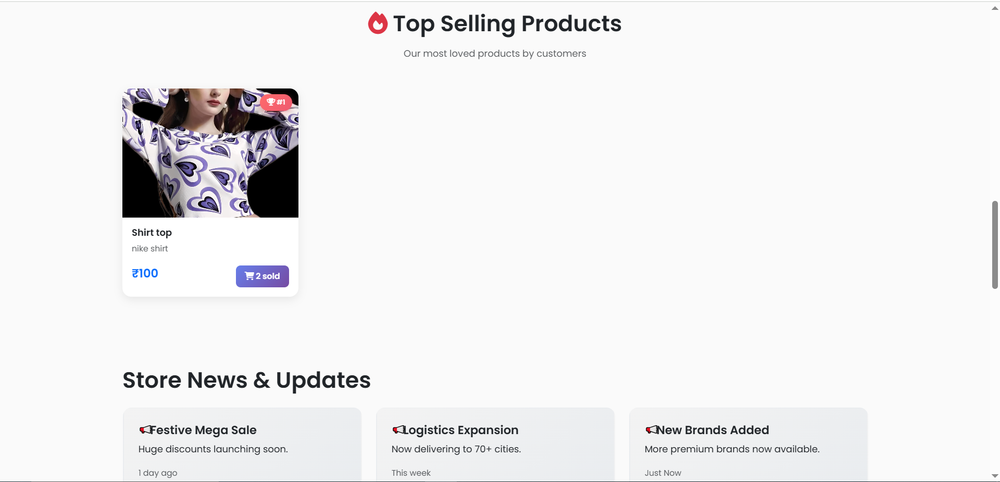 Top Selling Products
Our most loved products by customers
#1
Shirt top
nike shirt
₹100
2 sold
Store News & Updates
Festive Mega Sale
Huge discounts launching soon.
1 day ago
Logistics Expansion
Now delivering to 70+ cities.
This week
New Brands Added
More premium brands now available.
Just Now